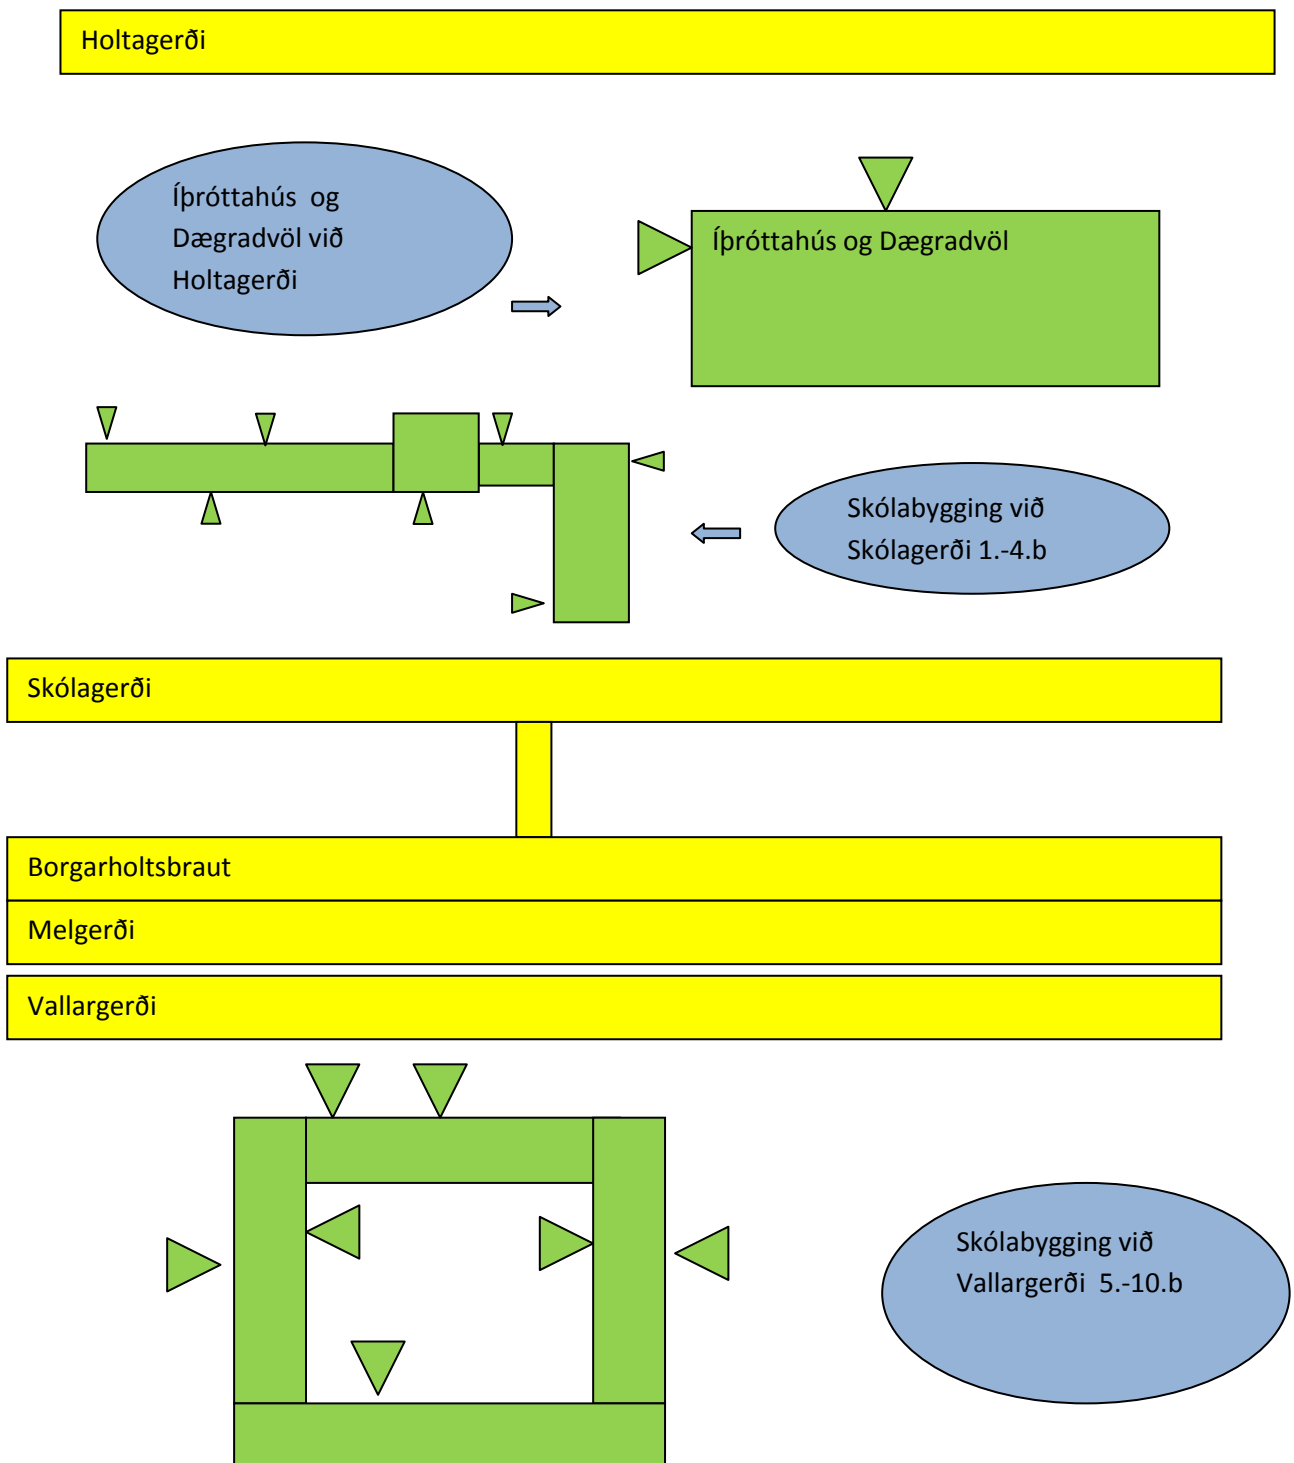 Holtagerði
Íþróttahús og
Dægradvöl við
Holtagerði
Íþróttahús og Dægradvöl
Skólabygging við
Skólagerði 1.-4.b
Skólagerði
Borgarholtsbraut
Melgerði
Vallargerði
Skólabygging við
Vallargerði 5.-10.b